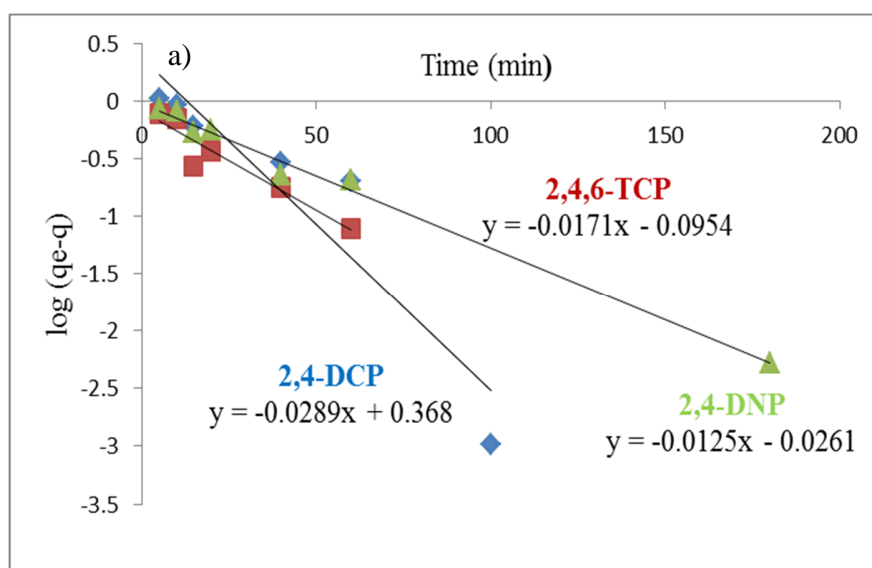 a)
Time (min)
log (qe-q)
0.5
0
-0.5
-1
-1.5
-2
-2.5
-3
-3.5
0
50
100
150
200
2,4,6-TCP
y = -0.0171x - 0.0954
2,4-DCP
y = -0.0289x + 0.368
2,4-DNP
y = -0.0125x - 0.0261